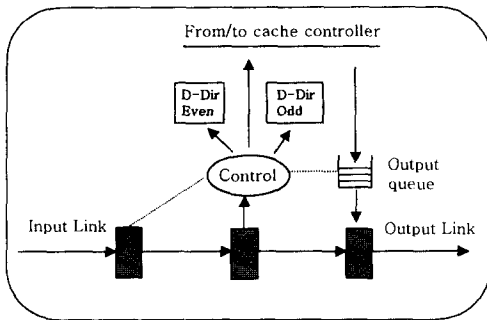 From/to cache controller
D-Dir
Even
D-Dir
Odd
Control
Output
queue
Input Link
Output Link